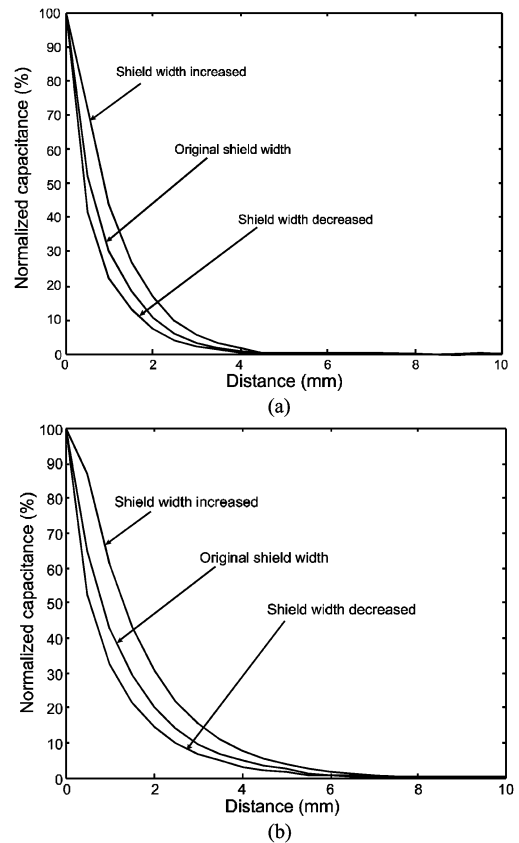 100
90
80
70
60
50
40
30
20
10
0
Normalized capacitance (%)
Shield width increased
Original shield width
Shield width decreased
0 2 4 6 8 10
Distance (mm)
(a)
100
90
80
70
60
50
40
30
20
10
0
Normalized capacitance (%)
Shield width increased
Original shield width
Shield width decreased
0 2 4 6 8 10
Distance (mm)
(b)